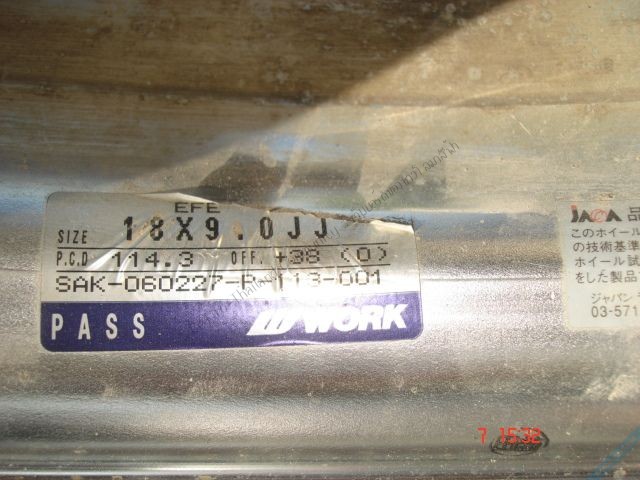 EFE
SIZE 18X9.0JJ
P.C.D 114.3 OFF. +38 (O)
SAK-060227-R-113-001
PASS WORK
JAWA 品
このホイール
の技術基準
ホイール試
をした製品
ジャパン・
03-571
7 15:32